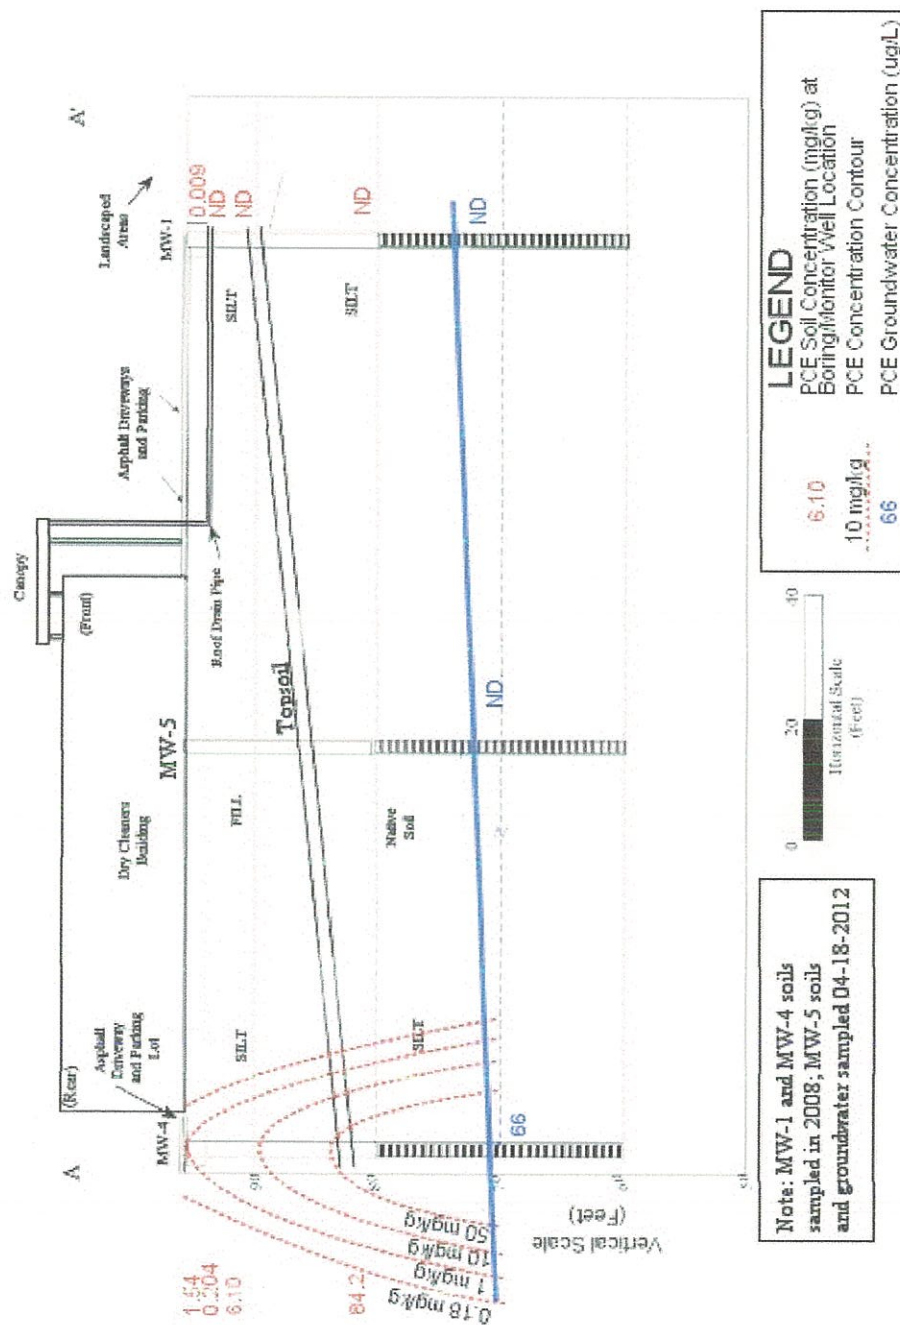 A
A'
Canopy
(Rear)
(Front)
Dry Cleaners
Building
Asphalt
Driveway
and Parking
Lot
Asphalt Driveways
and Parking
Landscaped
Areas
MW-4
MW-5
MW-1
Roof Drain Pipe
1.54
0.204
6.10
84.2
0.009
ND
ND
ND
SILT
FILL
SILT
Topsoil
SILT
Native
Soil
SILT
66
ND
ND
50 mg/kg
10 mg/kg
1 mg/kg
0.18 mg/kg
Vertical Scale
(Feet)
Note: MW-1 and MW-4 soils
sampled in 2008; MW-5 soils
and groundwater sampled 04-18-2012
0 20 40
Horizontal Scale
(Feet)
LEGEND
6.10 PCE Soil Concentration (mg/kg) at
Boring/Monitor Well Location
10 mg/kg PCE Concentration Contour
66 PCE Groundwater Concentration (ug/L)